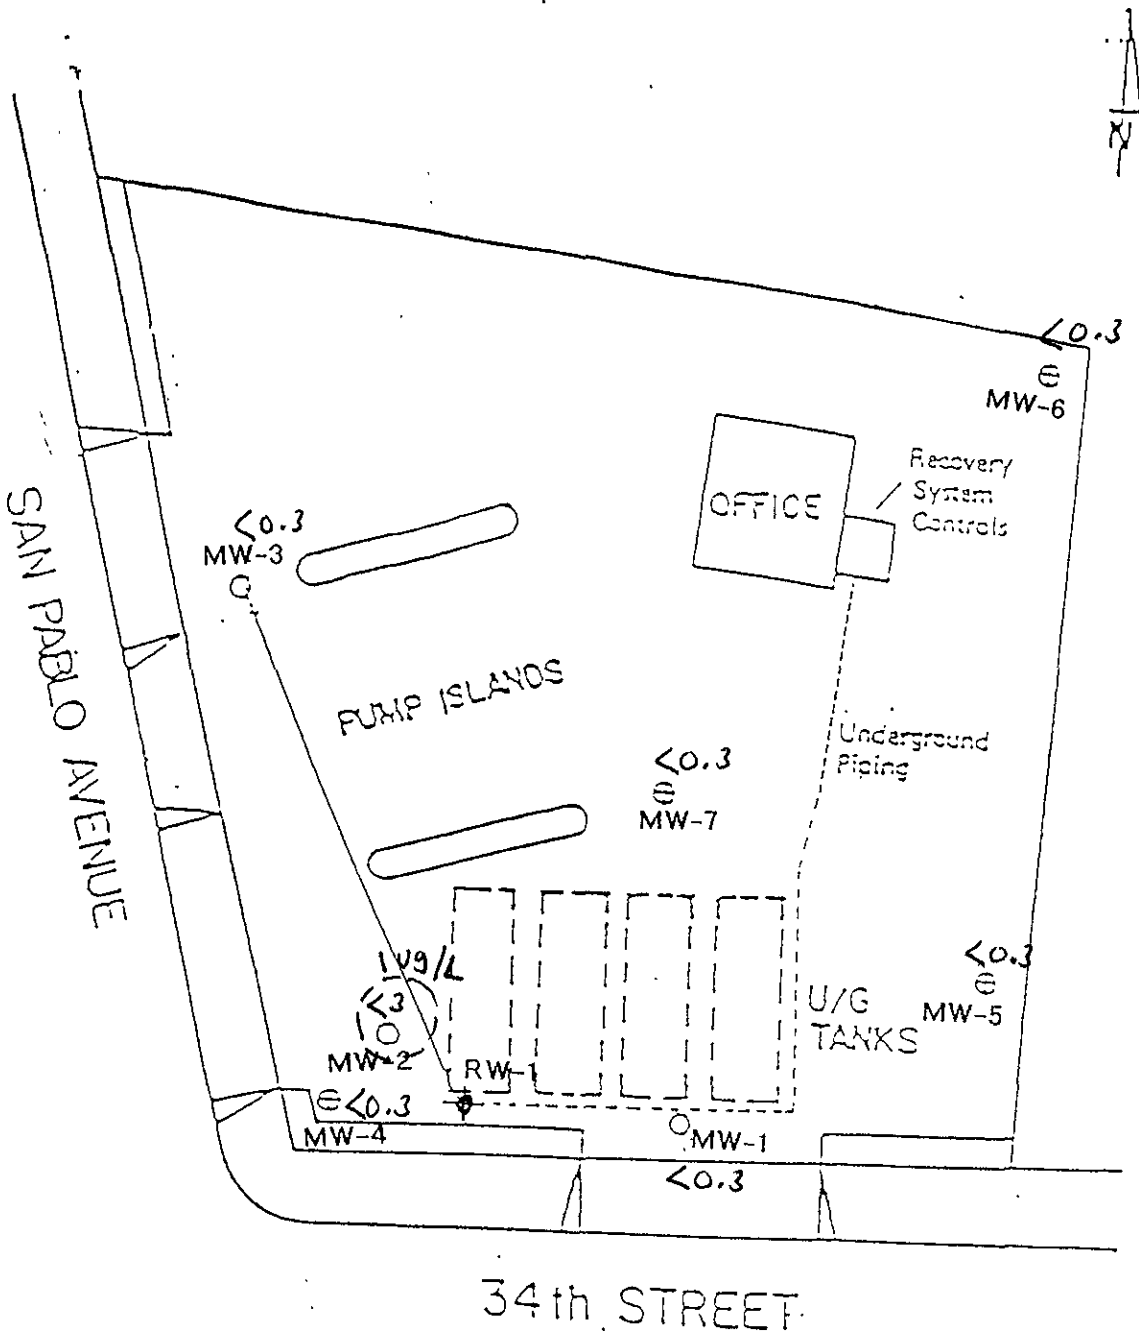 N
<0.3
MW-6
Recovery
System
Controls
OFFICE
<0.3
MW-3
SAN PABLO AVENUE
PUMP ISLANDS
Underground
Piping
<0.3
MW-7
1 ug/L
<3
MW-2
RW-1
<0.3
MW-5
U/G
TANKS
<0.3
MW-4
MW-1
<0.3
34th STREET